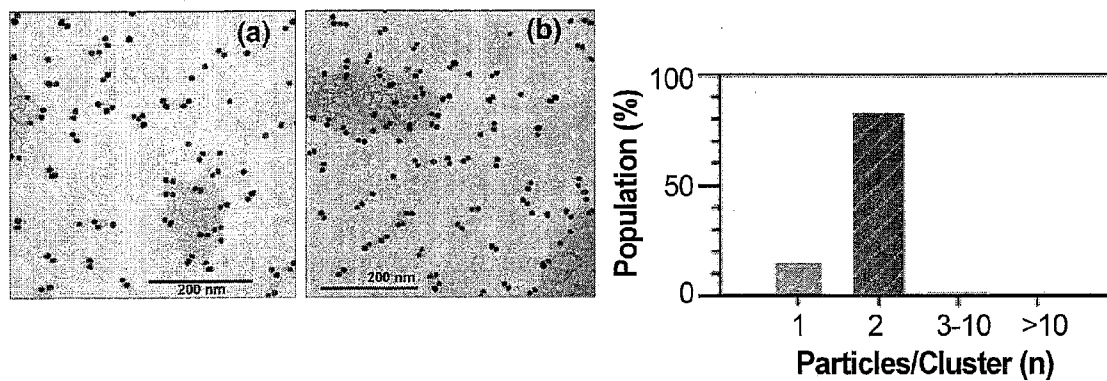 (a)
200 nm
(b)
200 nm
Population (%)
100
50
0
1 2 3-10 >10
Particles/Cluster (n)